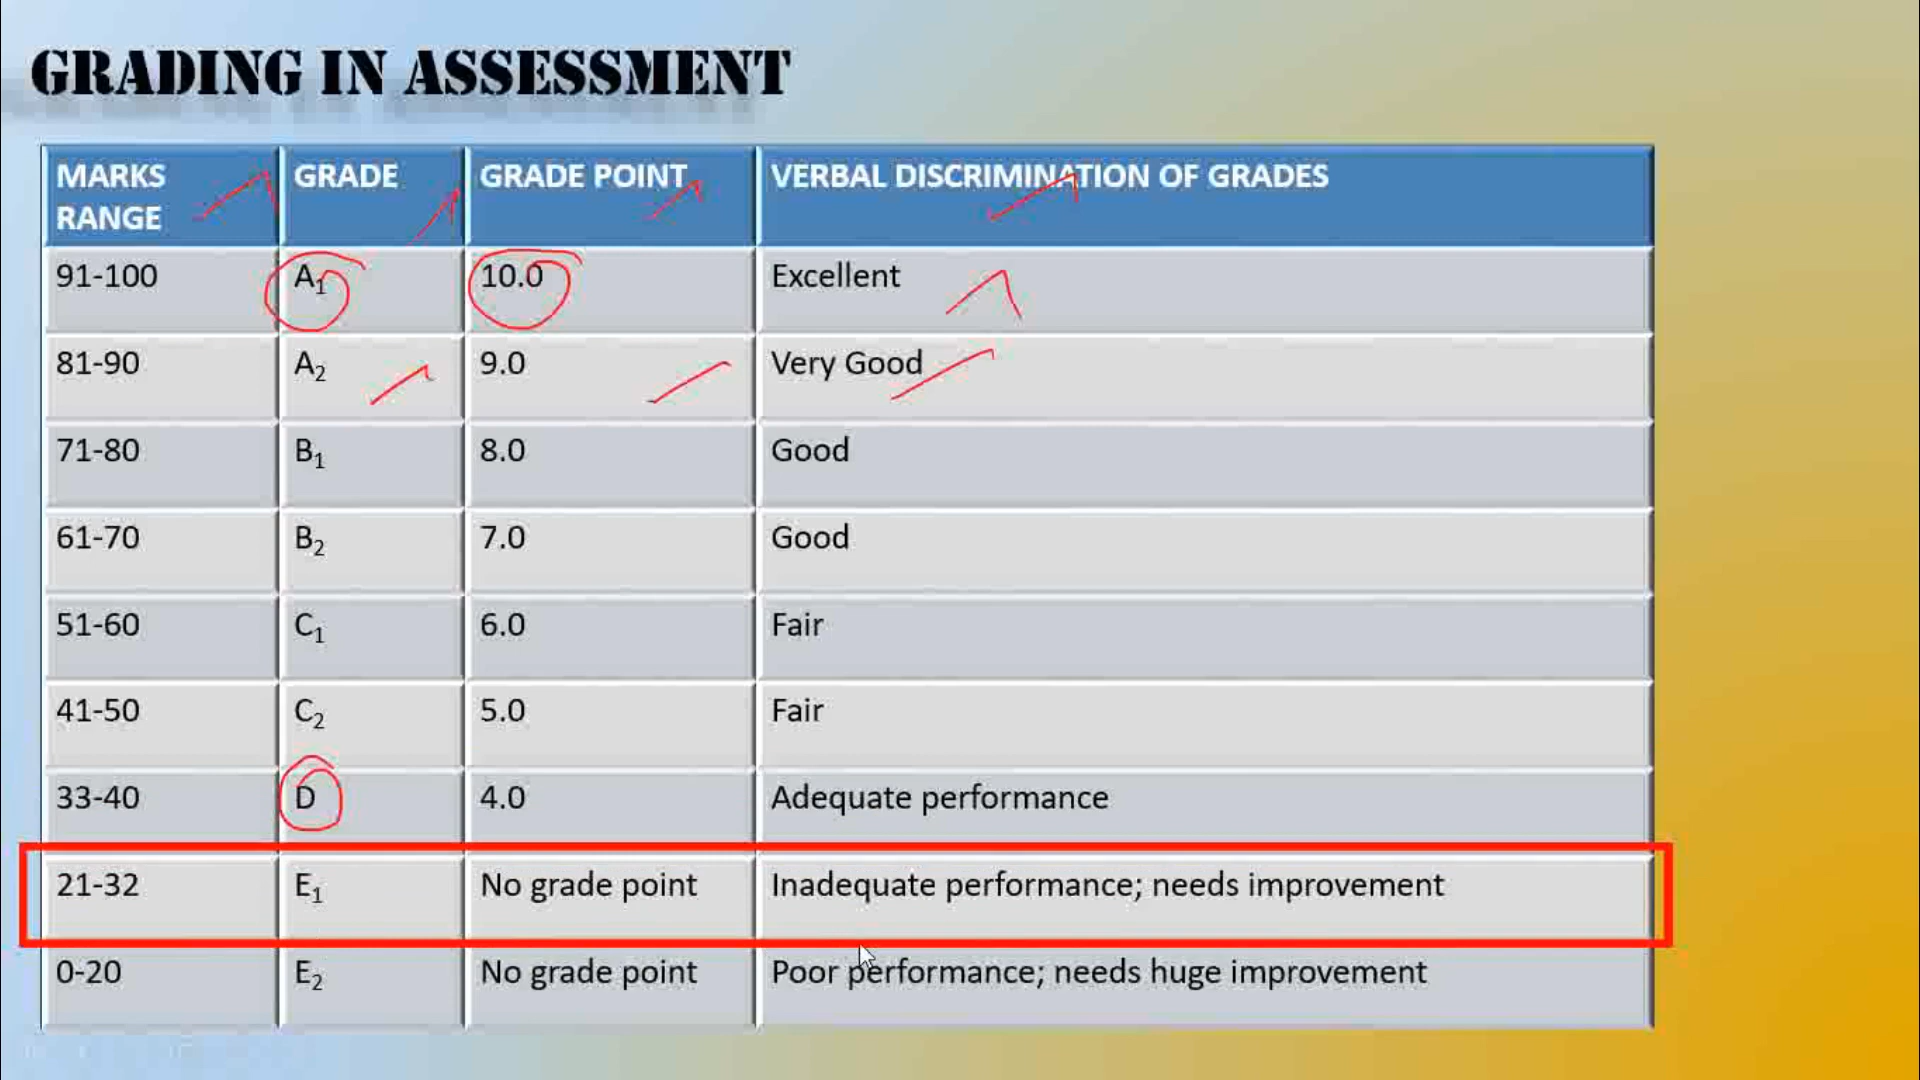 GRADING IN ASSESSMENT
MARKS RANGE GRADE GRADE POINT VERBAL DISCRIMINATION OF GRADES
91-100 A₁ 10.0 Excellent
81-90 A₂ 9.0 Very Good
71-80 B₁ 8.0 Good
61-70 B₂ 7.0 Good
51-60 C₁ 6.0 Fair
41-50 C₂ 5.0 Fair
33-40 D 4.0 Adequate performance
21-32 E₁ No grade point Inadequate performance; needs improvement
0-20 E₂ No grade point Poor performance; needs huge improvement